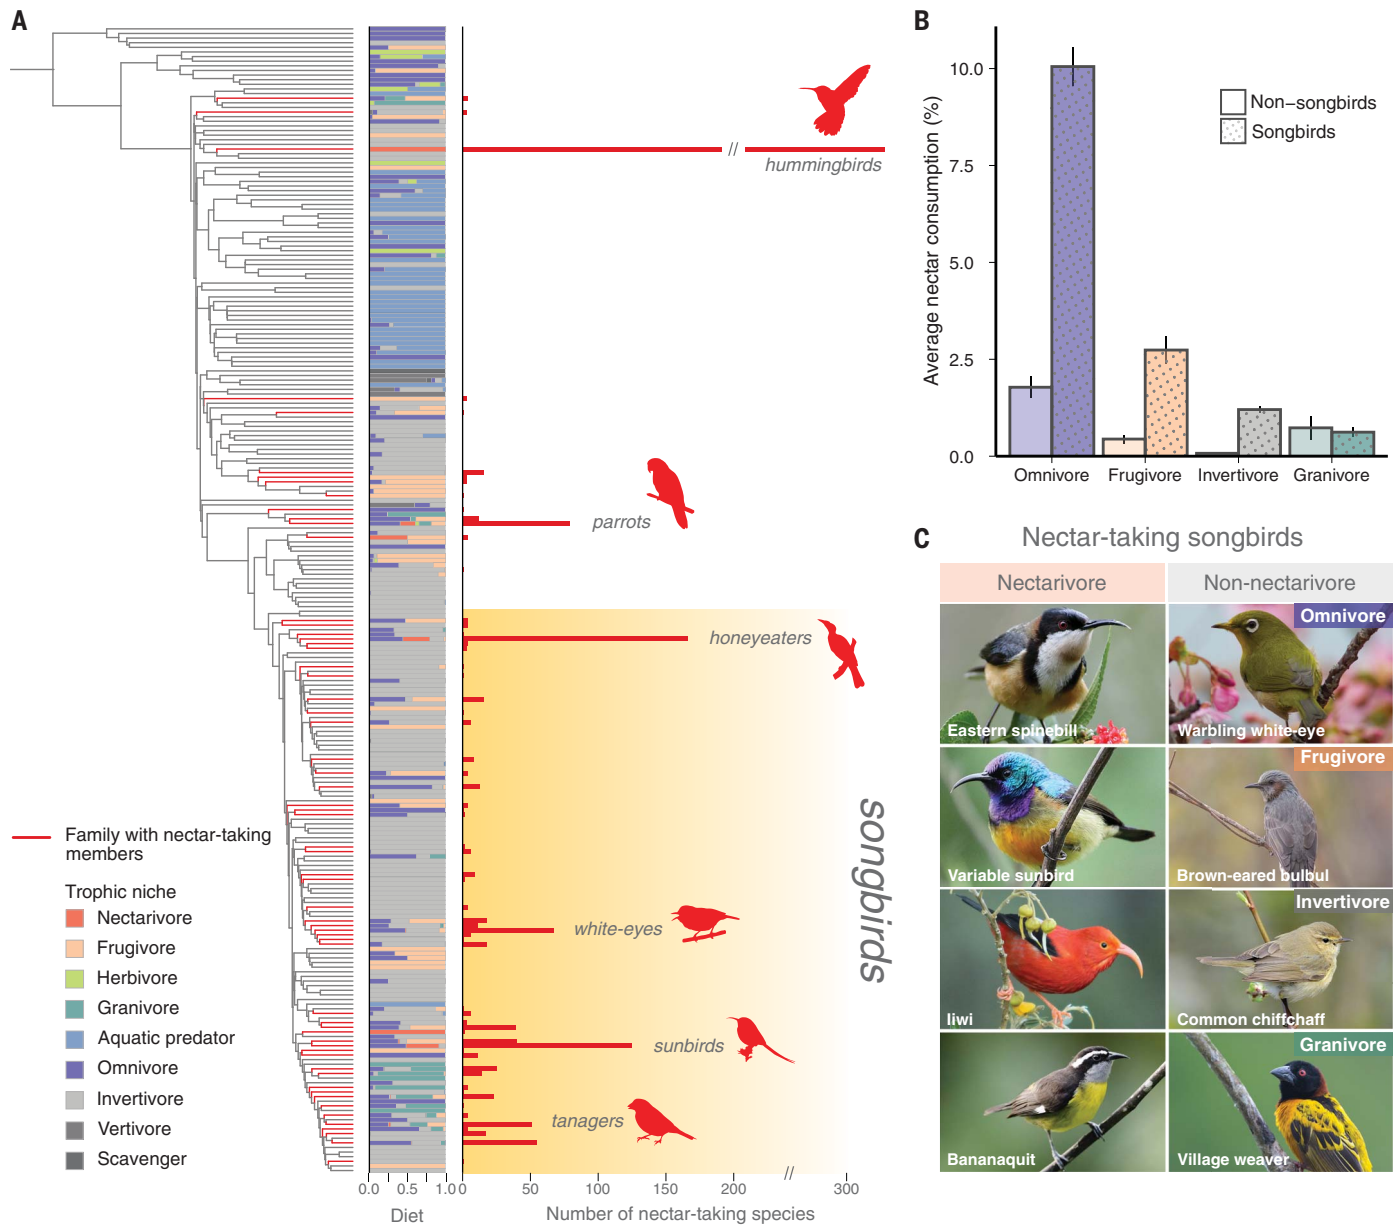 A
hummingbirds
parrots
honeyeaters
white-eyes
sunbirds
tanagers
songbirds
Family with nectar-taking
members
Trophic niche
Nectarivore
Frugivore
Herbivore
Granivore
Aquatic predator
Omnivore
Invertivore
Vertivore
Scavenger
0.0 0.5 1.0
Diet
0 50 100 150 200 // 300
Number of nectar-taking species
//
B
Average nectar consumption (%)
10.0
7.5
5.0
2.5
0.0
Non−songbirds
Songbirds
Omnivore Frugivore Invertivore Granivore
C
Nectar-taking songbirds
Nectarivore Non-nectarivore
Omnivore
Eastern spinebill Warbling white-eye
Frugivore
Variable sunbird Brown-eared bulbul
Invertivore
Iiwi Common chiffchaff
Granivore
Bananaquit Village weaver